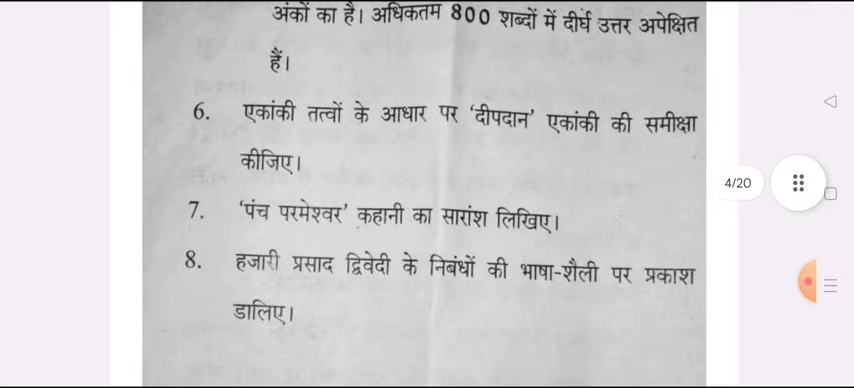 अंकों का है। अधिकतम 800 शब्दों में दीर्घ उत्तर अपेक्षित
हैं।
6. एकांकी तत्वों के आधार पर ‘दीपदान’ एकांकी की समीक्षा
कीजिए।
4/20
7. ‘पंच परमेश्वर’ कहानी का सारांश लिखिए।
8. हजारी प्रसाद द्विवेदी के निबंधों की भाषा-शैली पर प्रकाश
डालिए।